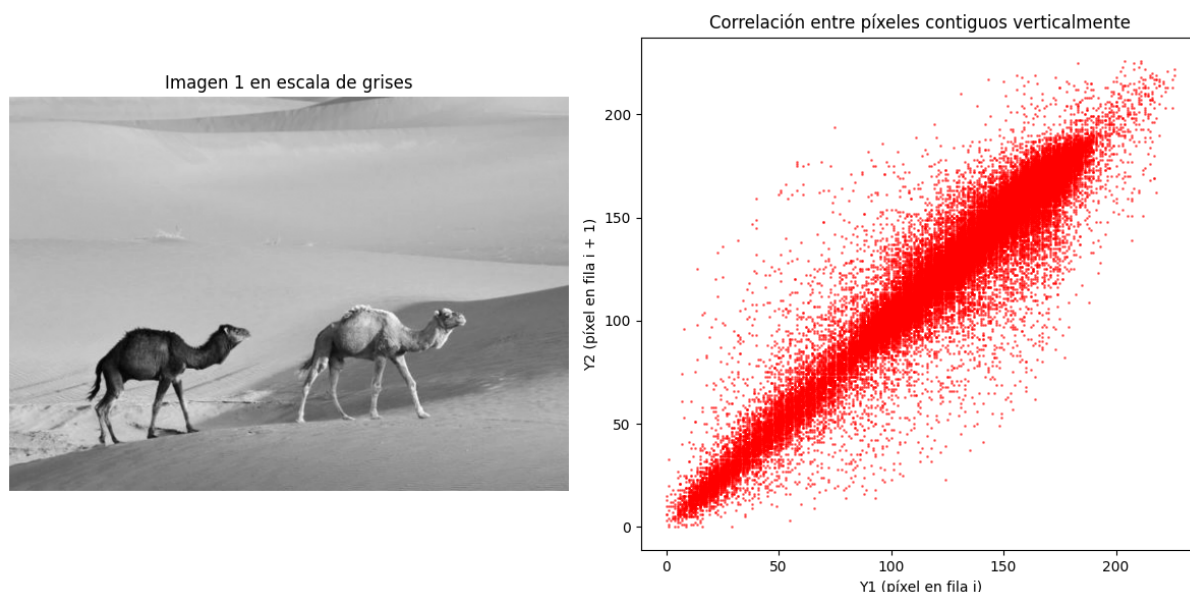 Imagen 1 en escala de grises
Correlación entre píxeles contiguos verticalmente
Y2 (píxel en fila i + 1)
200
150
100
50
0
0 50 100 150 200
Y1 (píxel en fila i)